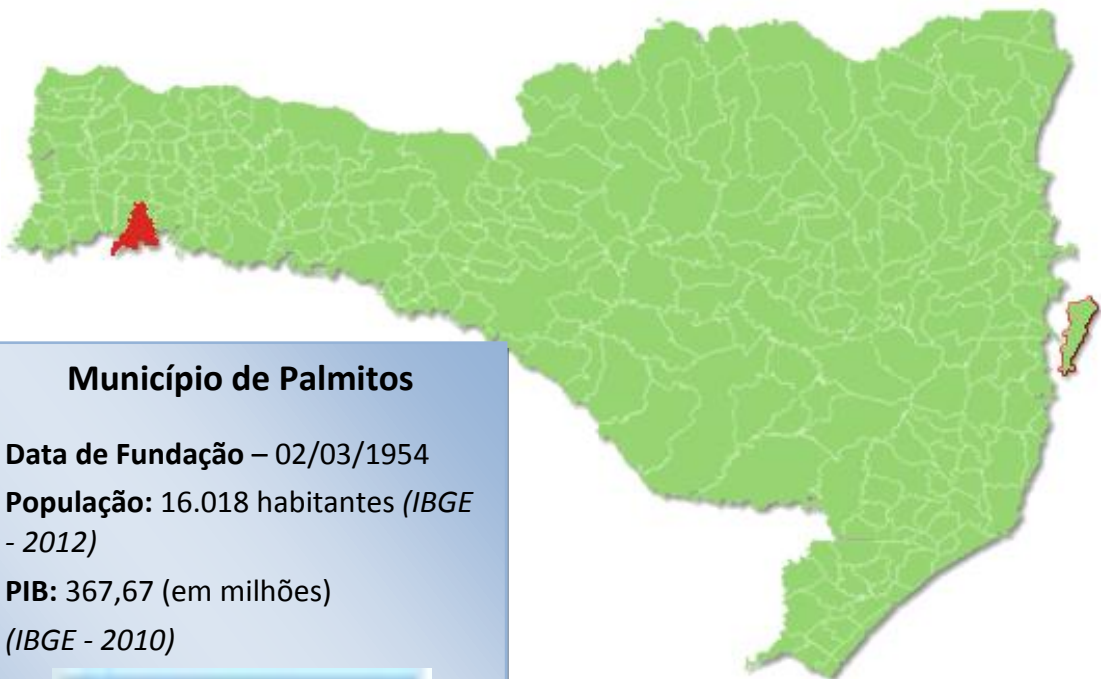 Município de Palmitos
Data de Fundação – 02/03/1954
População: 16.018 habitantes (IBGE
- 2012)
PIB: 367,67 (em milhões)
(IBGE - 2010)